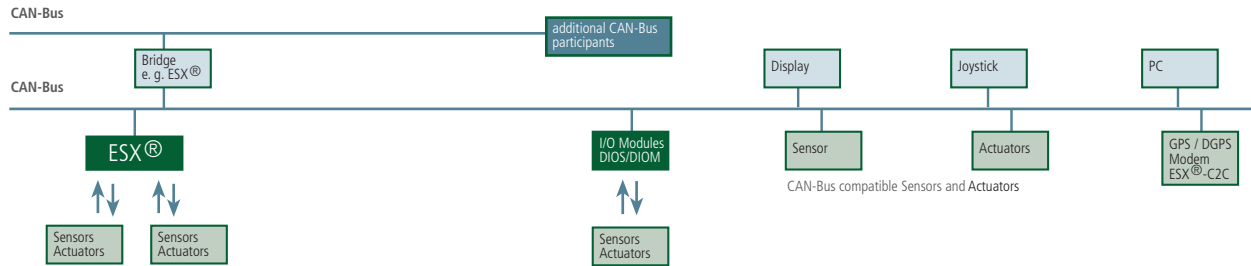 CAN-Bus
additional CAN-Bus
participants
Bridge
e. g. ESX®
Display
Joystick
PC
CAN-Bus
ESX®
I/O Modules
DIOS/DIOM
Sensor
Actuators
GPS / DGPS
Modem
ESX®-C2C
CAN-Bus compatible Sensors and Actuators
Sensors
Actuators
Sensors
Actuators
Sensors
Actuators